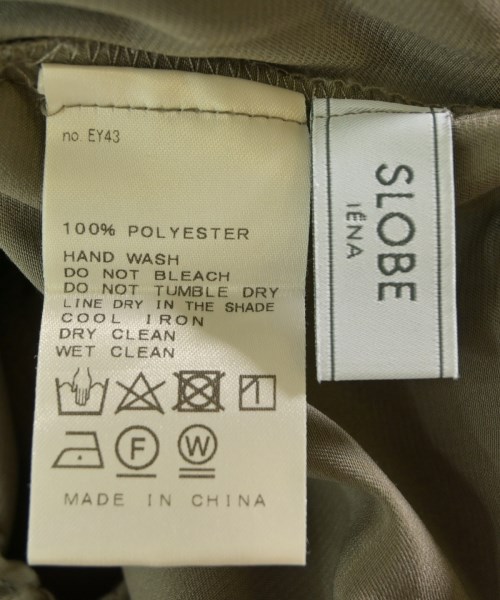 no. EY43
100% POLYESTER
HAND WASH
DO NOT BLEACH
DO NOT TUMBLE DRY
LINE DRY IN THE SHADE
COOL IRON
DRY CLEAN
WET CLEAN
F
W
MADE IN CHINA
SLOBE
IÉNA